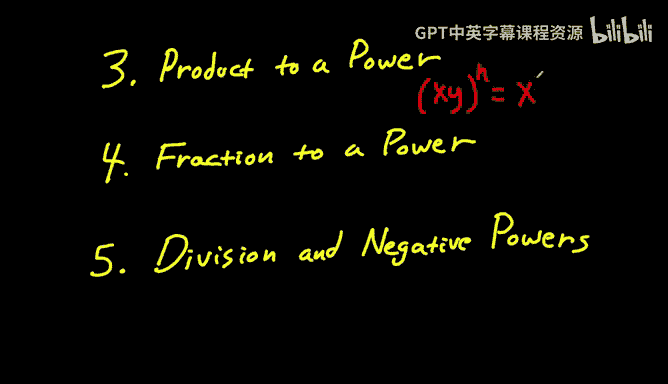 GPT中英字幕课程资源 bilibili
3. Product to a Power
(xy)^n = x
4. Fraction to a Power
5. Division and Negative Powers